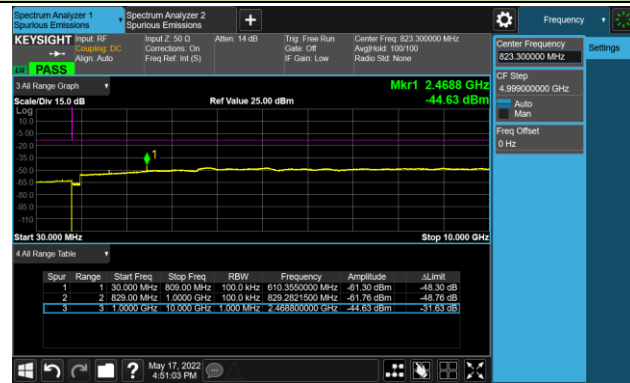 Spectrum Analyzer 1
Spurious Emissions
Spectrum Analyzer 2
Spurious Emissions
Frequency
KEYSIGHT
Input: RF
Coupling: DC
Align: Auto
Input Z: 50 Ω
Corrections: On
Freq Ref: Int (S)
Atten: 14 dB
Trig: Free Run
Gate: Off
IF Gain: Low
Center Freq: 823.300000 MHz
Avg|Hold: 100/100
Radio Std: None
PASS
Center Frequency
823.300000 MHz
Settings
CF Step
4.999000000 GHz
Auto
Man
Freq Offset
0 Hz
3 All Range Graph
Mkr1 2.4688 GHz
Scale/Div 15.0 dB
Ref Value 25.00 dBm
-44.63 dBm
Log
10.0
-5.00
-20.0
-35.0
-50.0
-65.0
-80.0
-95.0
-110
1
Start 30.000 MHz
Stop 10.000 GHz
4 All Range Table
Spur Range Start Freq Stop Freq RBW Frequency Amplitude ΔLimit
1 1 30.000 MHz 809.00 MHz 100.0 kHz 610.3550000 MHz -61.30 dBm -48.30 dB
2 2 829.00 MHz 1.0000 GHz 100.0 kHz 829.2821500 MHz -61.76 dBm -48.76 dB
3 3 1.0000 GHz 10.000 GHz 1.000 MHz 2.468800000 GHz -44.63 dBm -31.63 dB
May 17, 2022
4:51:03 PM